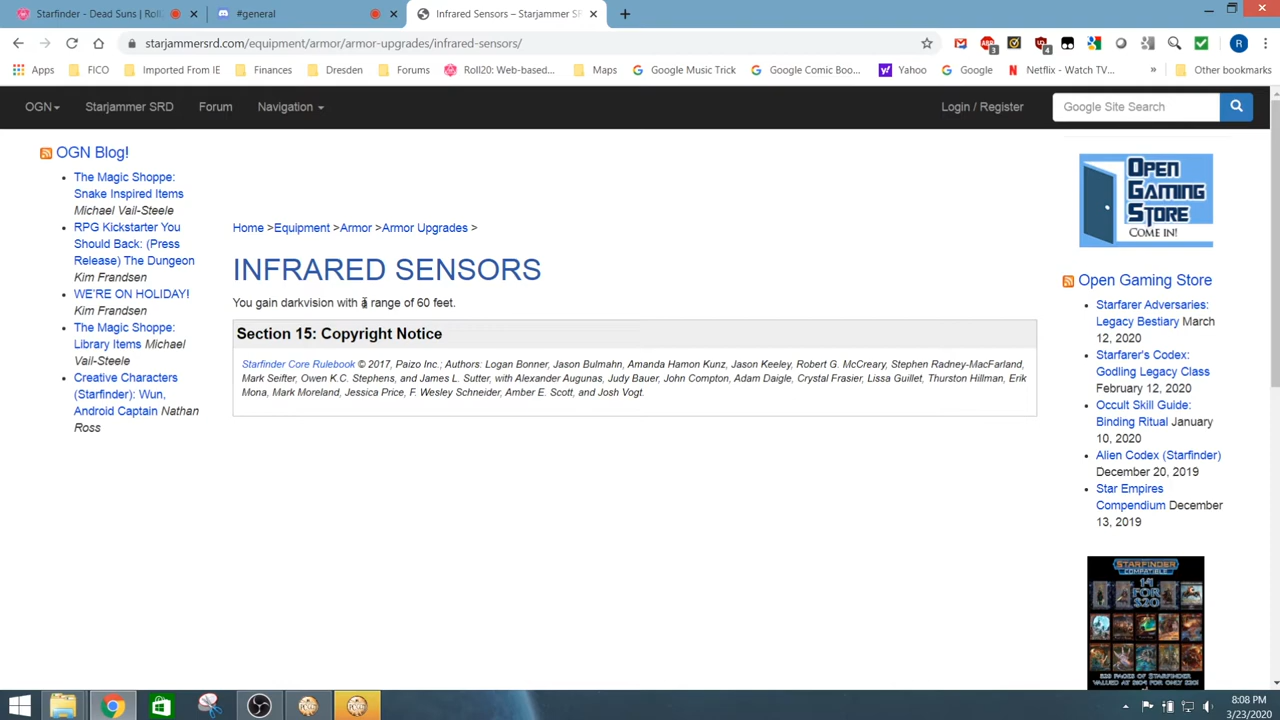 Starfinder - Dead Suns | Roll
#general
Infrared Sensors – Starjammer SR
starjammersrd.com/equipment/armor/armor-upgrades/infrared-sensors/
Apps
FICO
Imported From IE
Finances
Dresden
Forums
Roll20: Web-based...
Maps
Google Music Trick
Google Comic Boo...
Yahoo
Google
Netflix - Watch TV...
»
Other bookmarks
OGN
Starjammer SRD
Forum
Navigation
Login / Register
Google Site Search
OGN Blog!
The Magic Shoppe:
Snake Inspired Items
Michael Vail-Steele
RPG Kickstarter You
Should Back: (Press
Release) The Dungeon
Kim Frandsen
WE'RE ON HOLIDAY!
Kim Frandsen
The Magic Shoppe:
Library Items Michael
Vail-Steele
Creative Characters
(Starfinder): Wun,
Android Captain Nathan
Ross
Home >Equipment >Armor >Armor Upgrades >
INFRARED SENSORS
You gain darkvision with a range of 60 feet.
Section 15: Copyright Notice
Starfinder Core Rulebook © 2017, Paizo Inc.; Authors: Logan Bonner, Jason Bulmahn, Amanda Hamon Kunz, Jason Keeley, Robert G. McCreary, Stephen Radney-MacFarland,
Mark Seifter, Owen K.C. Stephens, and James L. Sutter, with Alexander Augunas, Judy Bauer, John Compton, Adam Daigle, Crystal Frasier, Lissa Guillet, Thurston Hillman, Erik
Mona, Mark Moreland, Jessica Price, F. Wesley Schneider, Amber E. Scott, and Josh Vogt.
OPEN
GAMING
STORE
COME IN!
Open Gaming Store
Starfarer Adversaries:
Legacy Bestiary March
12, 2020
Starfarer's Codex:
Godling Legacy Class
February 12, 2020
Occult Skill Guide:
Binding Ritual January
10, 2020
Alien Codex (Starfinder)
December 20, 2019
Star Empires
Compendium December
13, 2019
STARFINDER
COMPATIBLE
14
FOR
$20
8:08 PM
3/23/2020